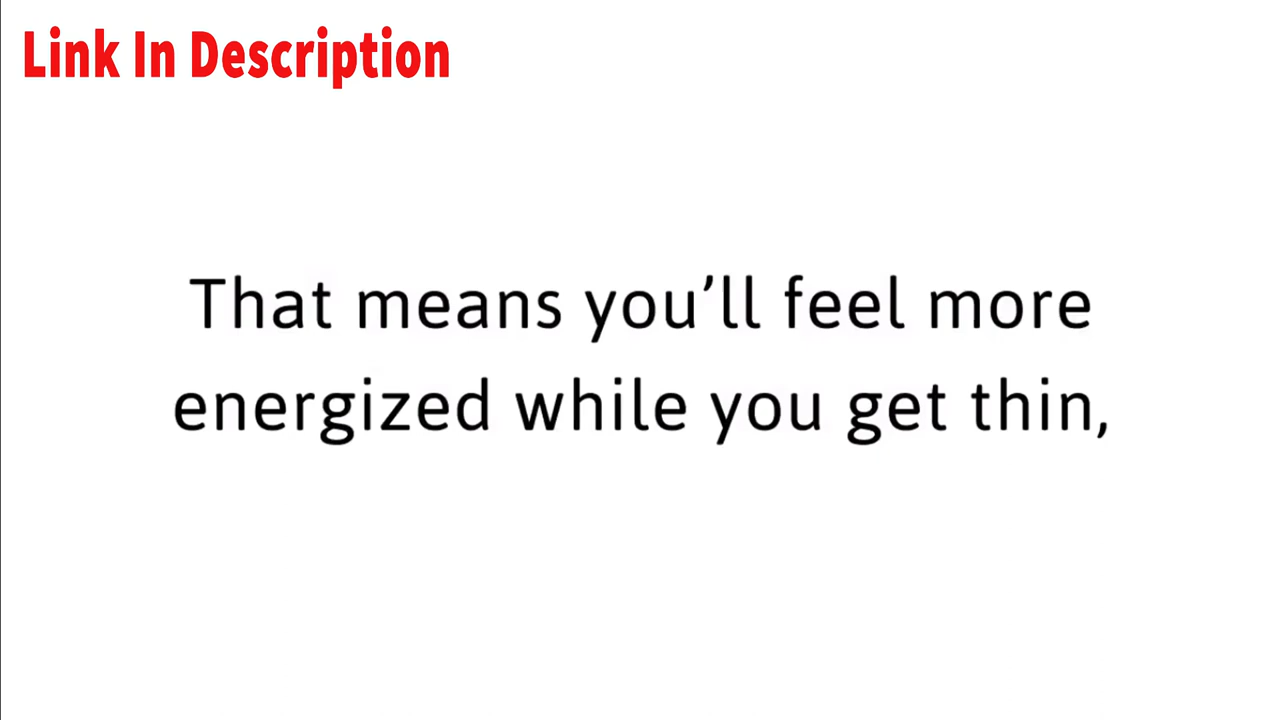 Link In Description
That means you’ll feel more
energized while you get thin,